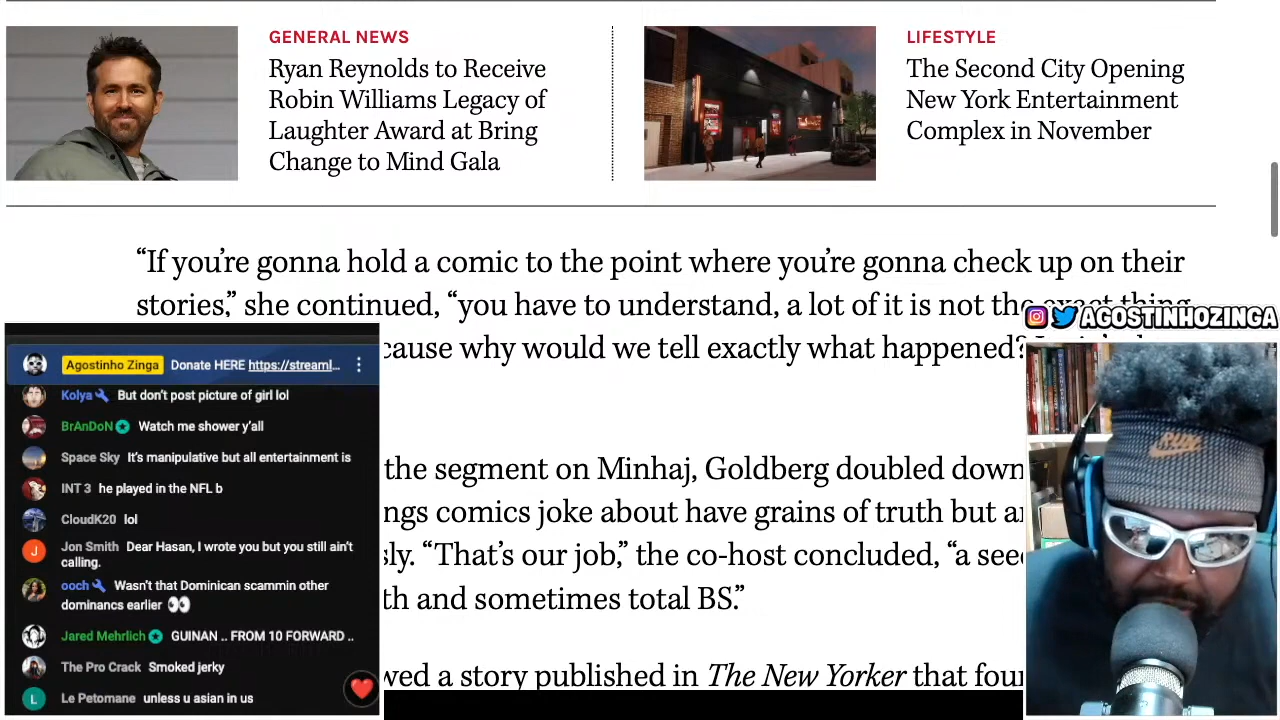 GENERAL NEWS
Ryan Reynolds to Receive
Robin Williams Legacy of
Laughter Award at Bring
Change to Mind Gala
LIFESTYLE
The Second City Opening
New York Entertainment
Complex in November
“If you’re gonna hold a comic to the point where you’re gonna check up on their
stories,” she continued, “you have to understand, a lot of it is not the exact thing
cause why would we tell exactly what happened?
the segment on Minhaj, Goldberg doubled down
ngs comics joke about have grains of truth but
sly. “That’s our job,” the co-host concluded, “a
th and sometimes total BS.”
wed a story published in The New Yorker that
AGOSTINHOZINGA
Agostinho Zinga Donate HERE https://streaml...
Kolya But don't post picture of girl lol
BrAnDoN Watch me shower y'all
Space Sky It's manipulative but all entertainment is
INT 3 he played in the NFL b
CloudK20 lol
J
Jon Smith Dear Hasan, I wrote you but you still ain't
calling.
ooch Wasn't that Dominican scammin other
dominancs earlier 👀
Jared Mehrlich GUINAN .. FROM 10 FORWARD ..
The Pro Crack Smoked jerky
L
Le Petomane unless u asian in us
RUN